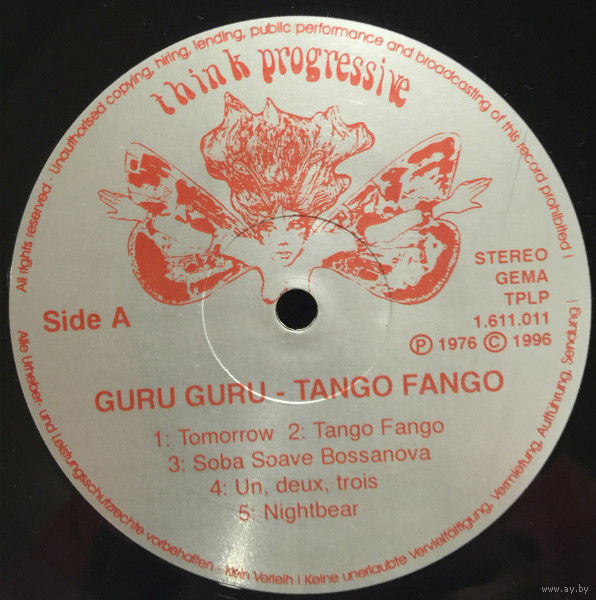 All rights reserved - Unauthorised copying, hiring, lending, public performance and broadcasting of this record prohibited !
think progressive
Side A
STEREO
GEMA
TPLP
1.611.011
Ⓟ 1976 Ⓒ 1996
GURU GURU - TANGO FANGO
1: Tomorrow 2: Tango Fango
3: Soba Soave Bossanova
4: Un, deux, trois
5: Nightbear
Alle Urheber- und Leistungsschutzrechte vorbehalten - kein Verleih ! Keine unerlaubte Vervielfältigung, Vermietung, Aufführung, Sendung !
www.ay.by